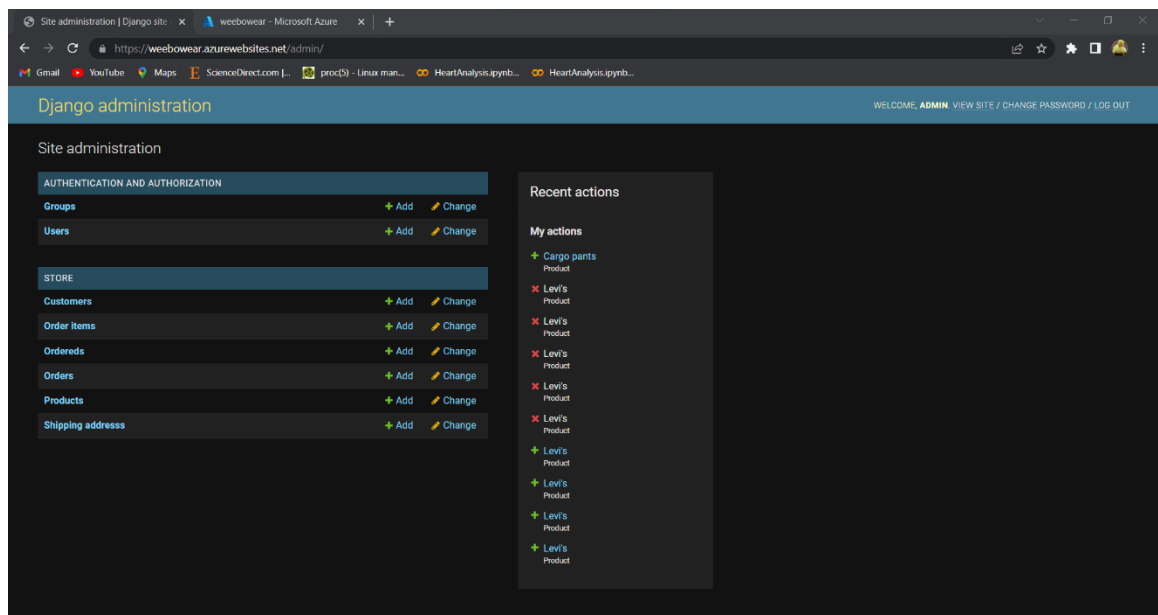 Site administration | Django site
weebowear - Microsoft Azure
https://weebowear.azurewebsites.net/admin/
Gmail YouTube Maps ScienceDirect.com |... proc(5) - Linux man... HeartAnalysis.ipynb... HeartAnalysis.ipynb...
Django administration
WELCOME, ADMIN. VIEW SITE / CHANGE PASSWORD / LOG OUT
Site administration
AUTHENTICATION AND AUTHORIZATION
Groups Add Change
Users Add Change
STORE
Customers Add Change
Order items Add Change
Ordereds Add Change
Orders Add Change
Products Add Change
Shipping addresss Add Change
Recent actions
My actions
Cargo pants
Product
Levi's
Product
Levi's
Product
Levi's
Product
Levi's
Product
Levi's
Product
Levi's
Product
Levi's
Product
Levi's
Product
Levi's
Product